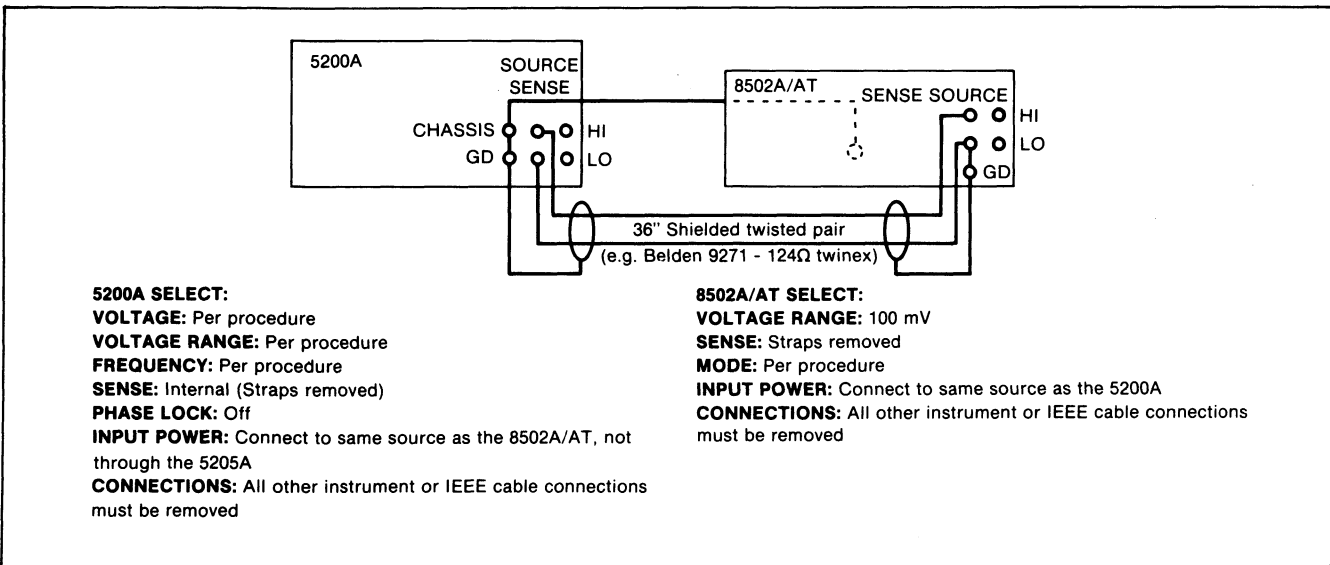 5200A
SOURCE
SENSE
CHASSIS
HI
GD
LO
8502A/AT
SENSE SOURCE
HI
LO
GD
36" Shielded twisted pair
(e.g. Belden 9271 - 124Ω twinex)
5200A SELECT:
VOLTAGE: Per procedure
VOLTAGE RANGE: Per procedure
FREQUENCY: Per procedure
SENSE: Internal (Straps removed)
PHASE LOCK: Off
INPUT POWER: Connect to same source as the 8502A/AT, not
through the 5205A
CONNECTIONS: All other instrument or IEEE cable connections
must be removed
8502A/AT SELECT:
VOLTAGE RANGE: 100 mV
SENSE: Straps removed
MODE: Per procedure
INPUT POWER: Connect to same source as the 5200A
CONNECTIONS: All other instrument or IEEE cable connections
must be removed